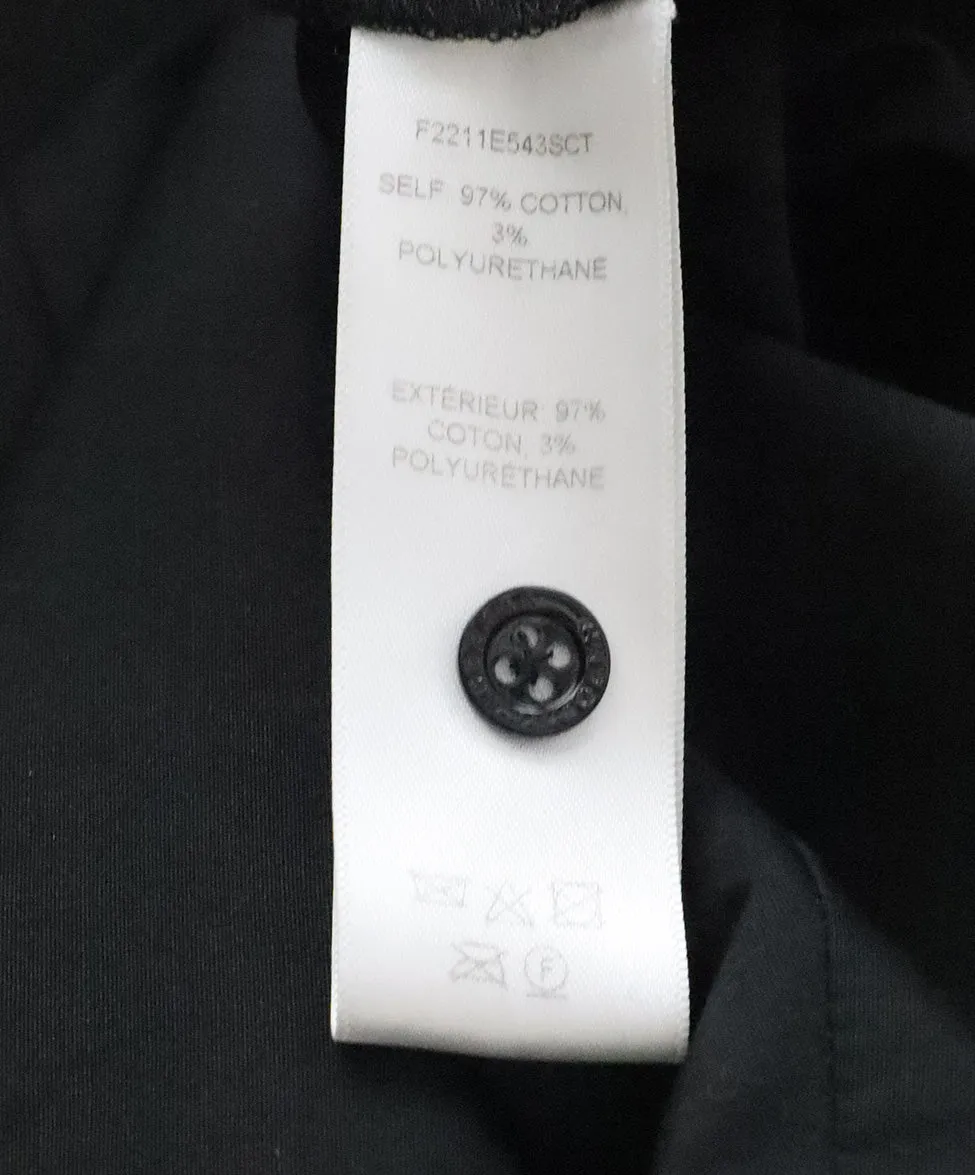 F2211E543SCT
SELF: 97% COTTON,
3%
POLYURETHANE
EXTÉRIEUR: 97%
COTON, 3%
POLYURÉTHANE
F